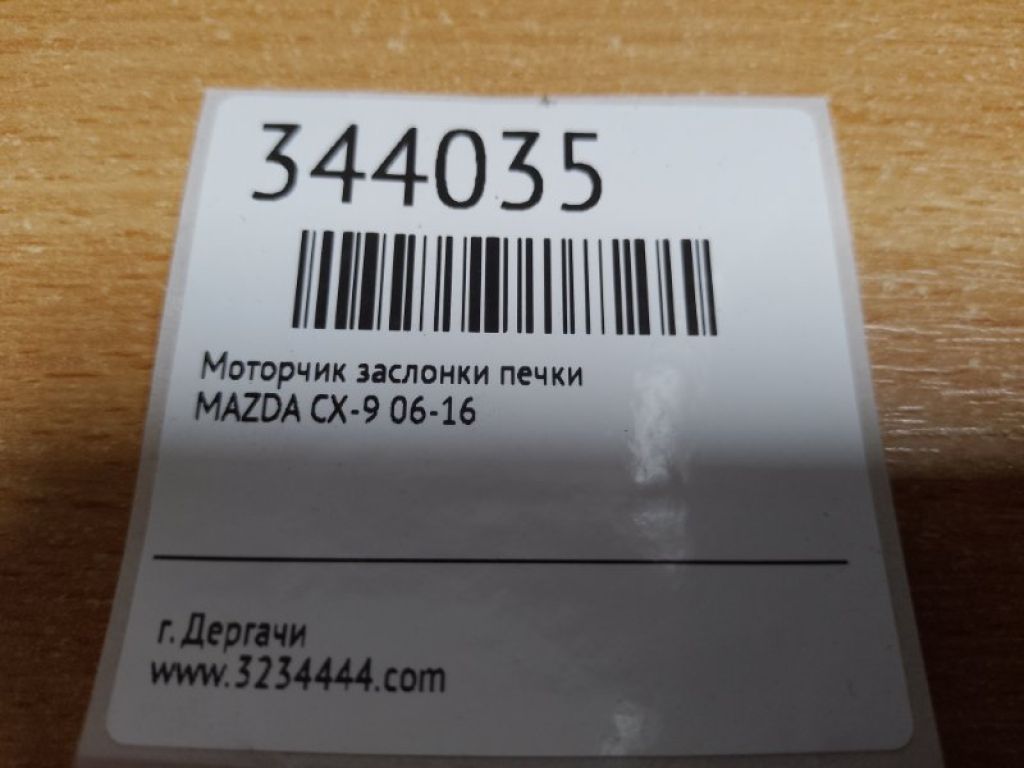 344035
Моторчик заслонки печки
MAZDA CX-9 06-16
г. Дергачи
www.3234444.com